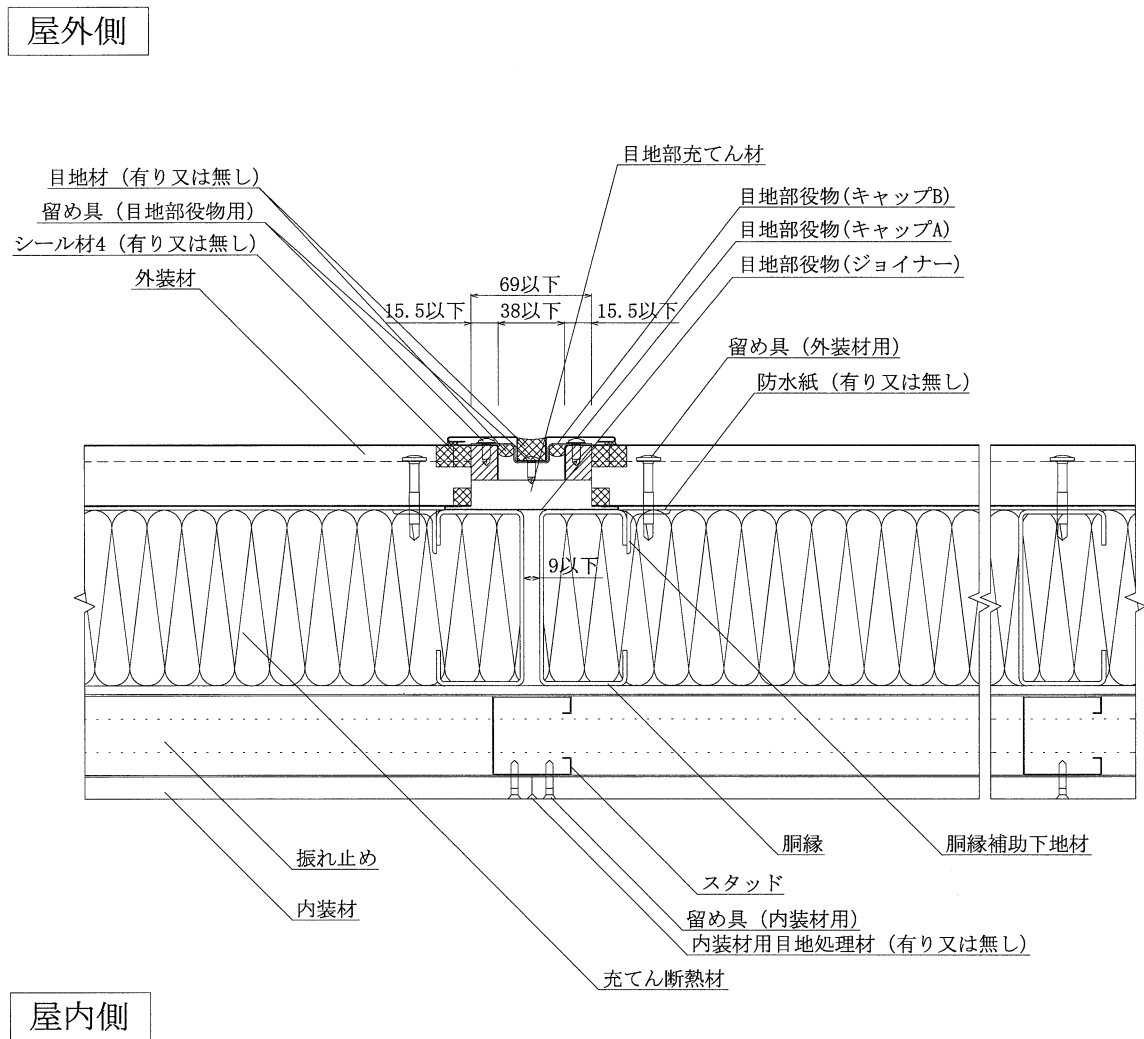 屋外側
目地部充てん材
目地材 (有り又は無し)
留め具 (目地部役物用)
シール材4 (有り又は無し)
外装材
目地部役物(キャップB)
目地部役物(キャップA)
目地部役物(ジョイナー)
69以下
15.5以下 38以下 15.5以下
留め具 (外装材用)
防水紙 (有り又は無し)
9以下
胴縁
胴縁補助下地材
振れ止め
スタッド
内装材
留め具 (内装材用)
内装材用目地処理材 (有り又は無し)
充てん断熱材
屋内側